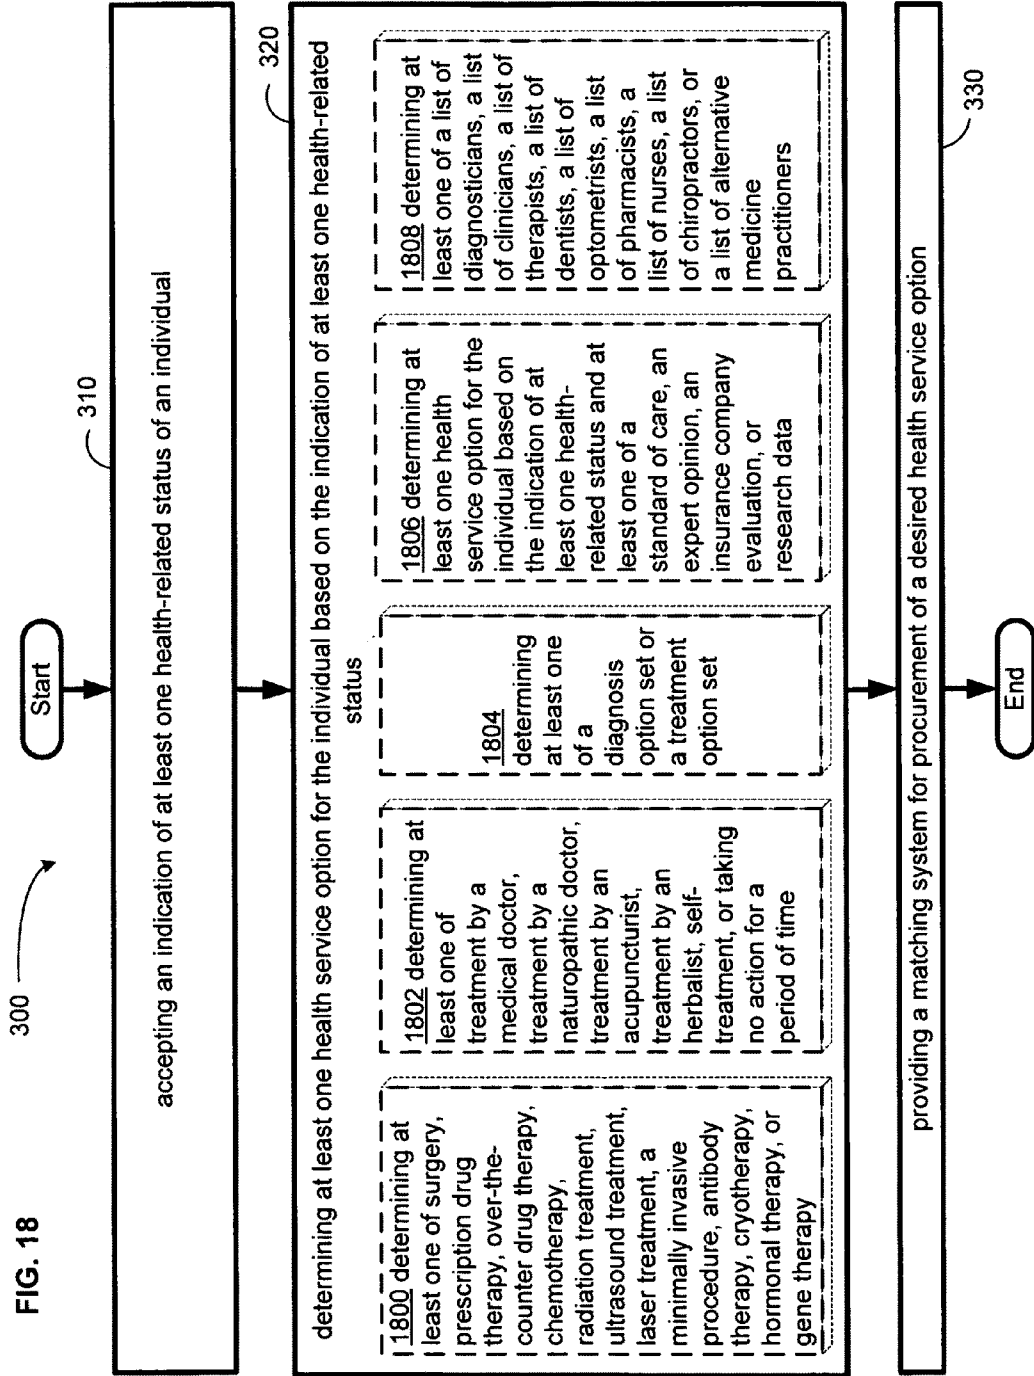 FIG. 18
300
Start
310
accepting an indication of at least one health-related status of an individual
320
determining at least one health service option for the individual based on the indication of at least one health-related
status
1800 determining at
least one of surgery,
prescription drug
therapy, over-the-
counter drug therapy,
chemotherapy,
radiation treatment,
ultrasound treatment,
laser treatment, a
minimally invasive
procedure, antibody
therapy, cryotherapy,
hormonal therapy, or
gene therapy
1802 determining at
least one of
treatment by a
medical doctor,
treatment by a
naturopathic doctor,
treatment by an
acupuncturist,
treatment by an
herbalist, self-
treatment, or taking
no action for a
period of time
1804
determining
at least one
of a
diagnosis
option set or
a treatment
option set
1806 determining at
least one health
service option for the
individual based on
the indication of at
least one health-
related status and at
least one of a
standard of care, an
expert opinion, an
insurance company
evaluation, or
research data
1808 determining at
least one of a list of
diagnosticians, a list
of clinicians, a list of
therapists, a list of
dentists, a list of
optometrists, a list
of pharmacists, a
list of nurses, a list
of chiropractors, or
a list of alternative
medicine
practitioners
330
providing a matching system for procurement of a desired health service option
End